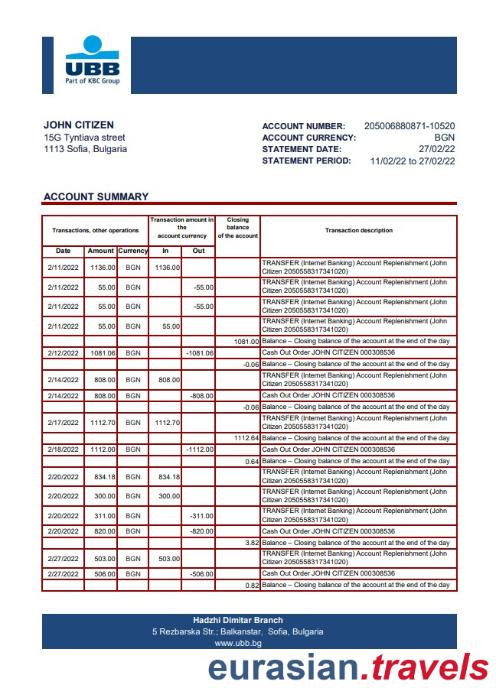 UBB
Part of KBC Group
JOHN CITIZEN
15G Tyntiava street
1113 Sofia, Bulgaria
ACCOUNT NUMBER: 205006880871-10520
ACCOUNT CURRENCY: BGN
STATEMENT DATE: 27/02/22
STATEMENT PERIOD: 11/02/22 to 27/02/22
ACCOUNT SUMMARY
Transactions, other operations
Transaction amount in
the
account currency
Closing
balance
of the account
Transaction description
Date Amount Currency In Out
2/11/2022 1136.00 BGN 1136.00 TRANSFER (Internet Banking) Account Replenishment (John
Citizen 2050558317341020)
2/11/2022 55.00 BGN -55.00 TRANSFER (Internet Banking) Account Replenishment (John
Citizen 2050558317341020)
2/11/2022 55.00 BGN -55.00 TRANSFER (Internet Banking) Account Replenishment (John
Citizen 2050558317341020)
2/11/2022 55.00 BGN 55.00 TRANSFER (Internet Banking) Account Replenishment (John
Citizen 2050558317341020)
1081.00 Balance – Closing balance of the account at the end of the day
2/12/2022 1081.06 BGN -1081.06 Cash Out Order JOHN CITIZEN 000308536
-0.06 Balance – Closing balance of the account at the end of the day
2/14/2022 808.00 BGN 808.00 TRANSFER (Internet Banking) Account Replenishment (John
Citizen 2050558317341020)
2/14/2022 808.00 BGN -808.00 Cash Out Order JOHN CITIZEN 000308536
-0.06 Balance – Closing balance of the account at the end of the day
2/17/2022 1112.70 BGN 1112.70 TRANSFER (Internet Banking) Account Replenishment (John
Citizen 2050558317341020)
1112.64 Balance – Closing balance of the account at the end of the day
2/18/2022 1112.00 BGN -1112.00 Cash Out Order JOHN CITIZEN 000308536
0.64 Balance – Closing balance of the account at the end of the day
2/20/2022 834.18 BGN 834.18 TRANSFER (Internet Banking) Account Replenishment (John
Citizen 2050558317341020)
2/20/2022 300.00 BGN 300.00 TRANSFER (Internet Banking) Account Replenishment (John
Citizen 2050558317341020)
2/20/2022 311.00 BGN -311.00 TRANSFER (Internet Banking) Account Replenishment (John
Citizen 2050558317341020)
2/20/2022 820.00 BGN -820.00 Cash Out Order JOHN CITIZEN 000308536
3.82 Balance – Closing balance of the account at the end of the day
2/27/2022 503.00 BGN 503.00 TRANSFER (Internet Banking) Account Replenishment (John
Citizen 2050558317341020)
2/27/2022 506.00 BGN -506.00 Cash Out Order JOHN CITIZEN 000308536
0.82 Balance – Closing balance of the account at the end of the day
Hadzhi Dimitar Branch
5 Rezbarska Str.; Balkanstar, Sofia, Bulgaria
www.ubb.bg
eurasian.travels